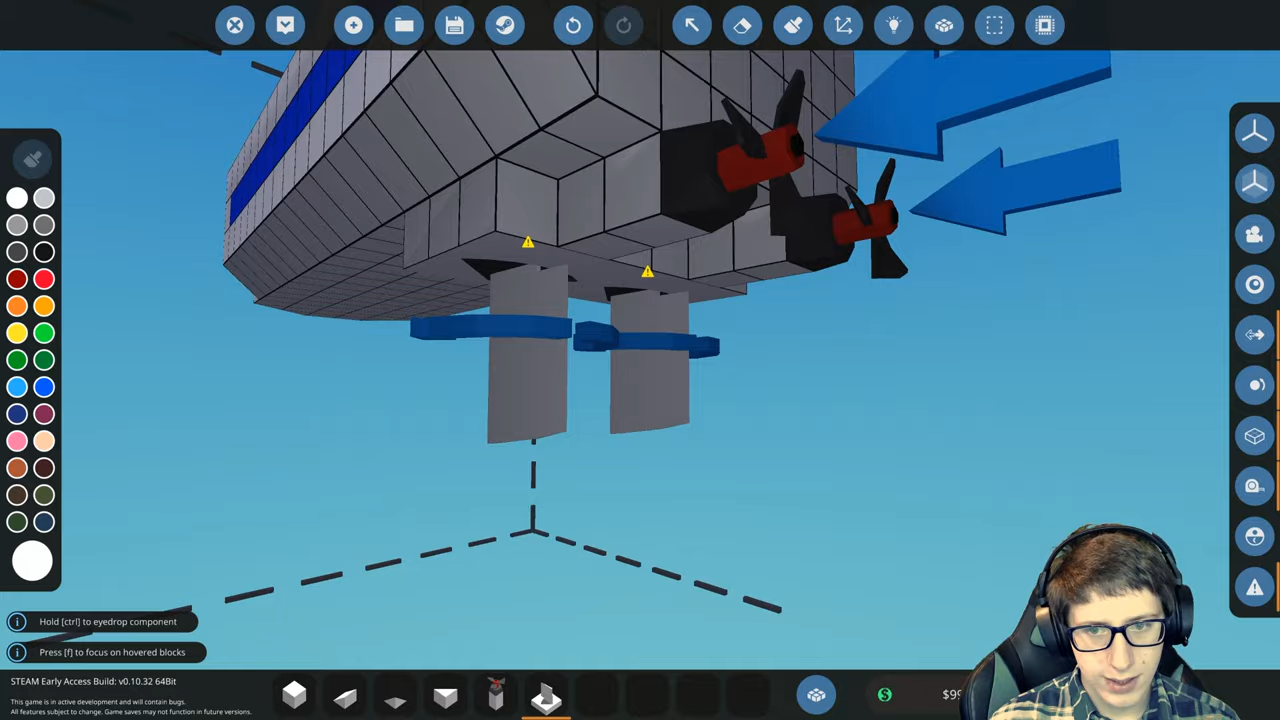 Hold [ctrl] to eyedrop component
Press [f] to focus on hovered blocks
STEAM Early Access Build: v0.10.32 64Bit
This game is in active development and will contain bugs.
All features subject to change. Game saves may not function in future versions.
$